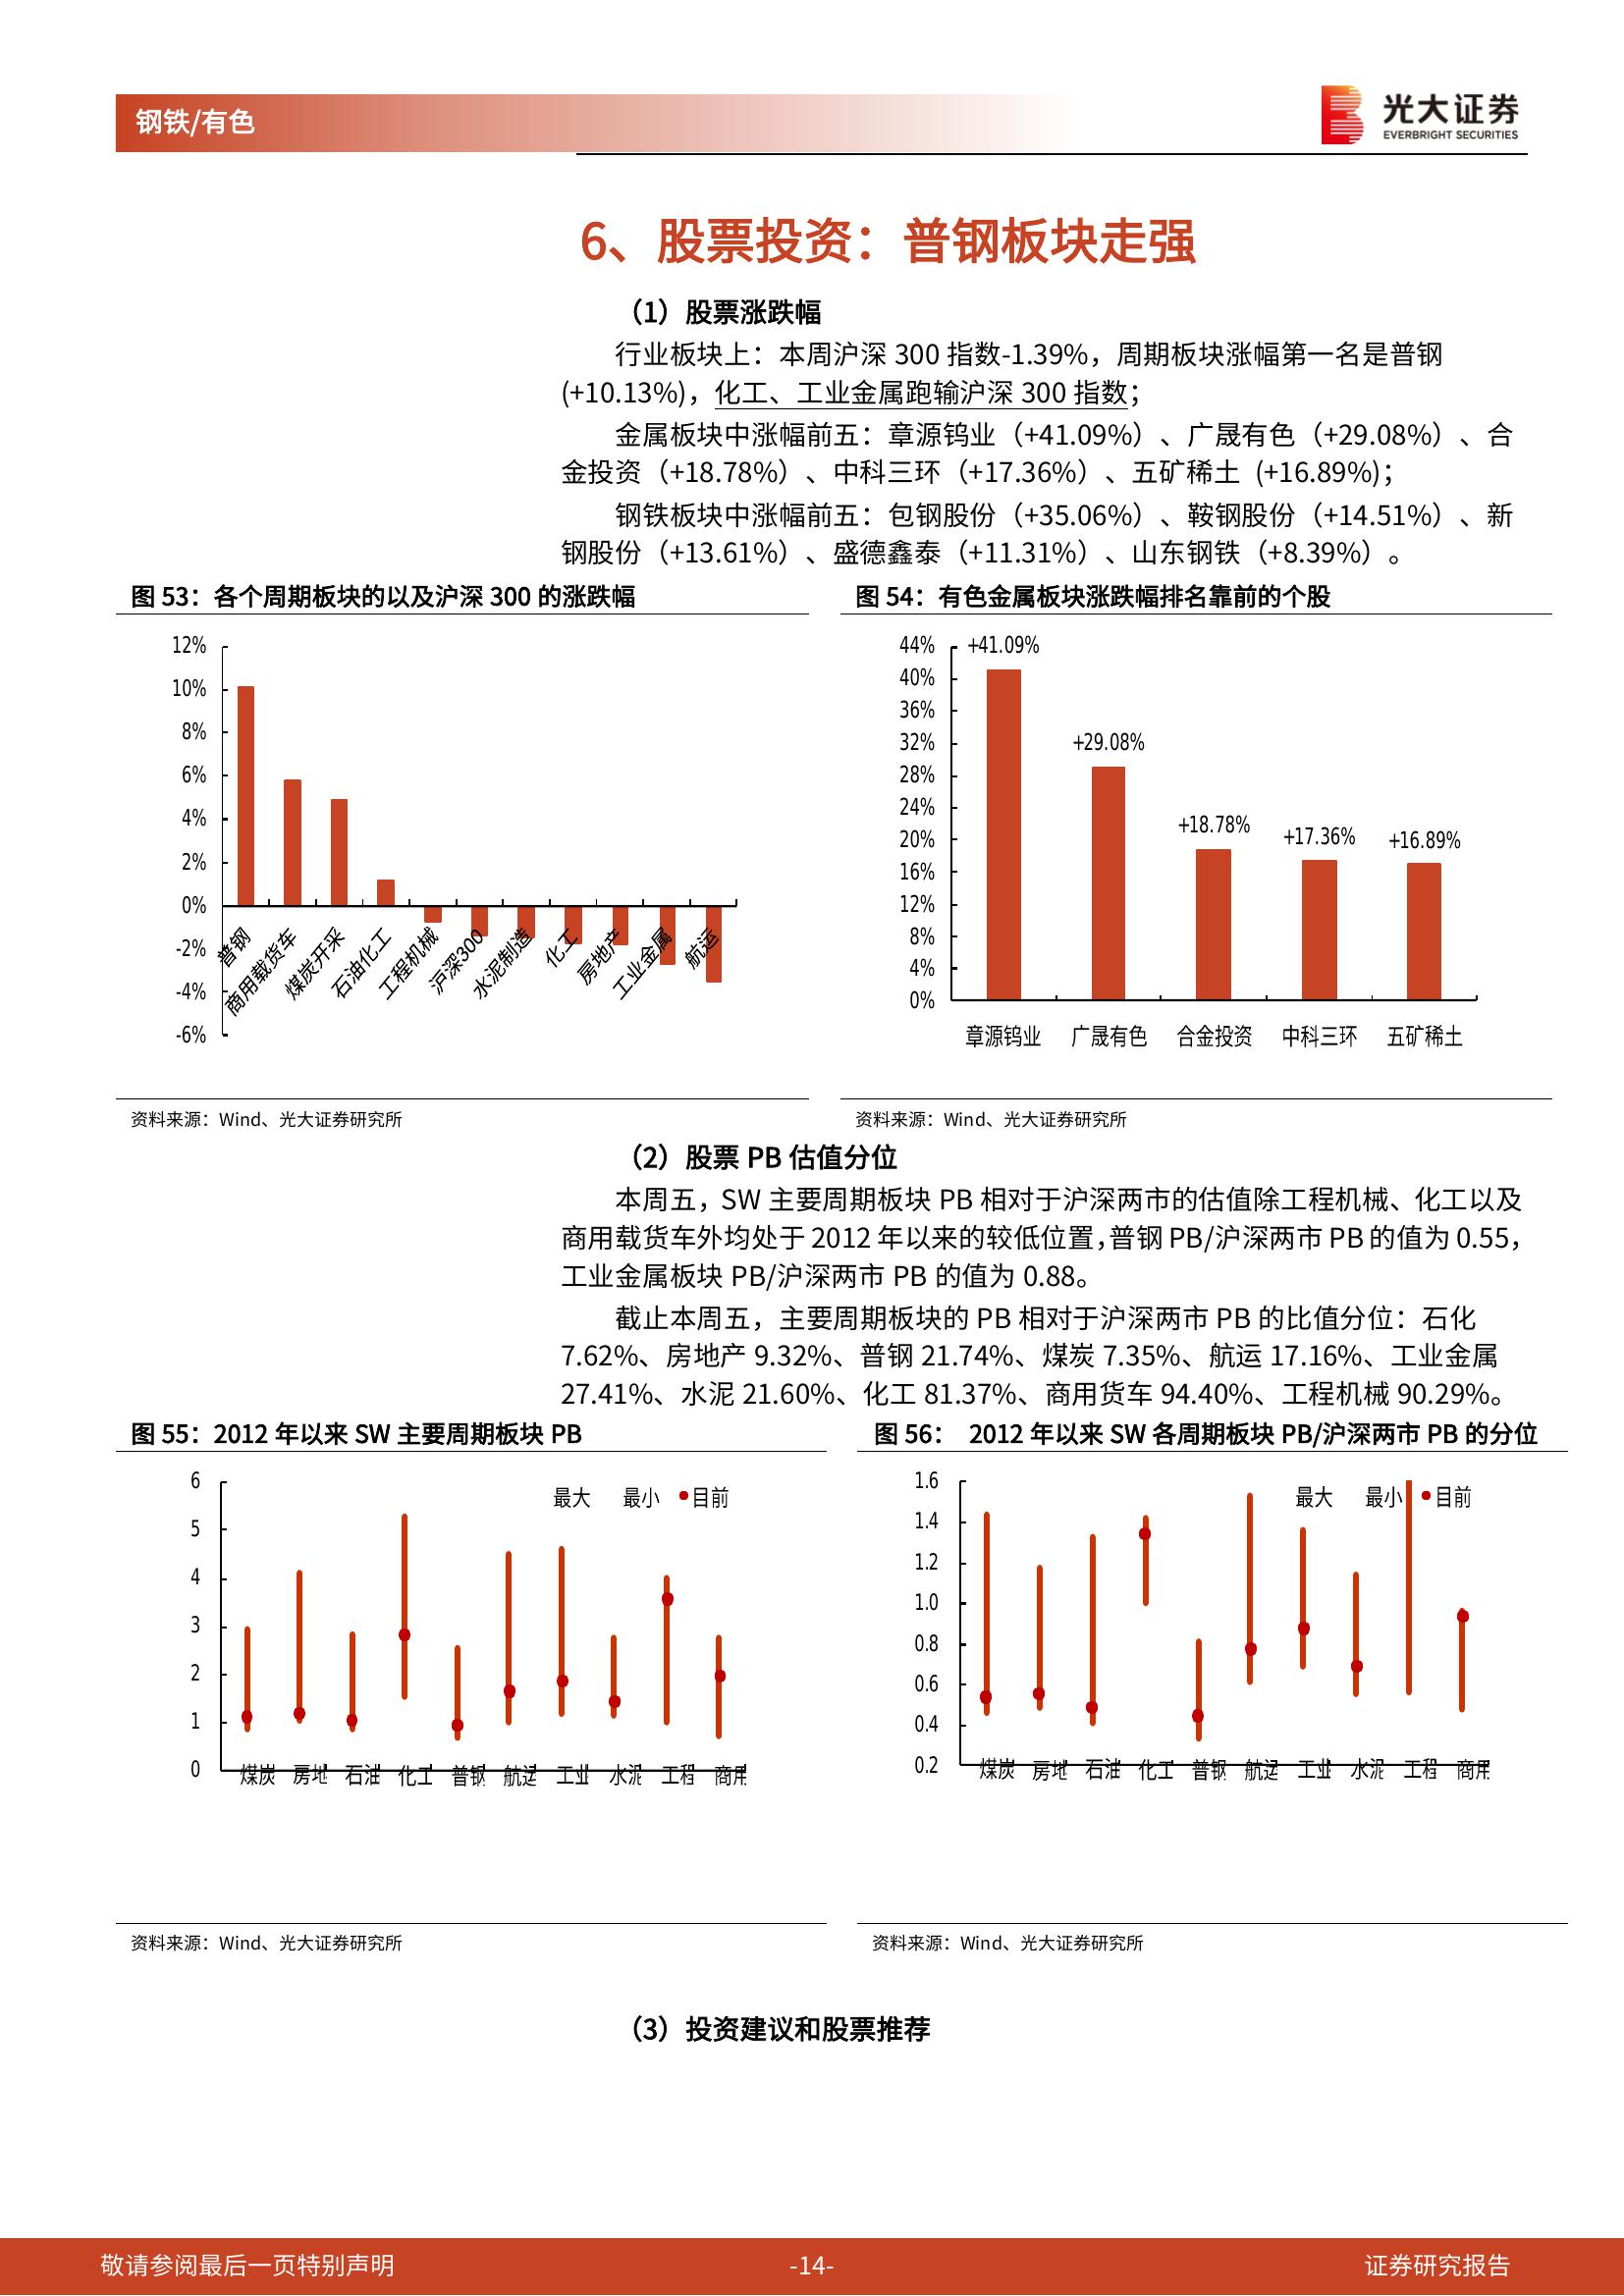 钢铁/有色
光大证券
EVERBRIGHT SECURITIES
6、股票投资：普钢板块走强
（1）股票涨跌幅
行业板块上：本周沪深 300 指数-1.39%，周期板块涨幅第一名是普钢
(+10.13%)，化工、工业金属跑输沪深 300 指数；
金属板块中涨幅前五：章源钨业（+41.09%）、广晟有色（+29.08%）、合
金投资（+18.78%）、中科三环（+17.36%）、五矿稀土 (+16.89%)；
钢铁板块中涨幅前五：包钢股份（+35.06%）、鞍钢股份（+14.51%）、新
钢股份（+13.61%）、盛德鑫泰（+11.31%）、山东钢铁（+8.39%）。
图 53：各个周期板块的以及沪深 300 的涨跌幅
12%
10%
8%
6%
4%
2%
0%
-2%
-4%
-6%
普钢
商用载货车
煤炭开采
石油化工
工程机械
沪深300
水泥制造
化工
房地产
工业金属
航运
资料来源：Wind、光大证券研究所
图 54：有色金属板块涨跌幅排名靠前的个股
44%
40%
36%
32%
28%
24%
20%
16%
12%
8%
4%
0%
+41.09%
+29.08%
+18.78%
+17.36%
+16.89%
章源钨业
广晟有色
合金投资
中科三环
五矿稀土
资料来源：Wind、光大证券研究所
（2）股票 PB 估值分位
本周五，SW 主要周期板块 PB 相对于沪深两市的估值除工程机械、化工以及
商用载货车外均处于 2012 年以来的较低位置，普钢 PB/沪深两市 PB 的值为 0.55，
工业金属板块 PB/沪深两市 PB 的值为 0.88。
截止本周五，主要周期板块的 PB 相对于沪深两市 PB 的比值分位：石化
7.62%、房地产 9.32%、普钢 21.74%、煤炭 7.35%、航运 17.16%、工业金属
27.41%、水泥 21.60%、化工 81.37%、商用货车 94.40%、工程机械 90.29%。
图 55：2012 年以来 SW 主要周期板块 PB
6
5
4
3
2
1
0
最大 最小 目前
煤炭 房地 石油 化工 普钢 航运 工业 水泥 工程 商用
资料来源：Wind、光大证券研究所
图 56： 2012 年以来 SW 各周期板块 PB/沪深两市 PB 的分位
1.6
1.4
1.2
1.0
0.8
0.6
0.4
0.2
最大 最小 目前
煤炭 房地 石油 化工 普钢 航运 工业 水泥 工程 商用
资料来源：Wind、光大证券研究所
（3）投资建议和股票推荐
敬请参阅最后一页特别声明
-14-
证券研究报告